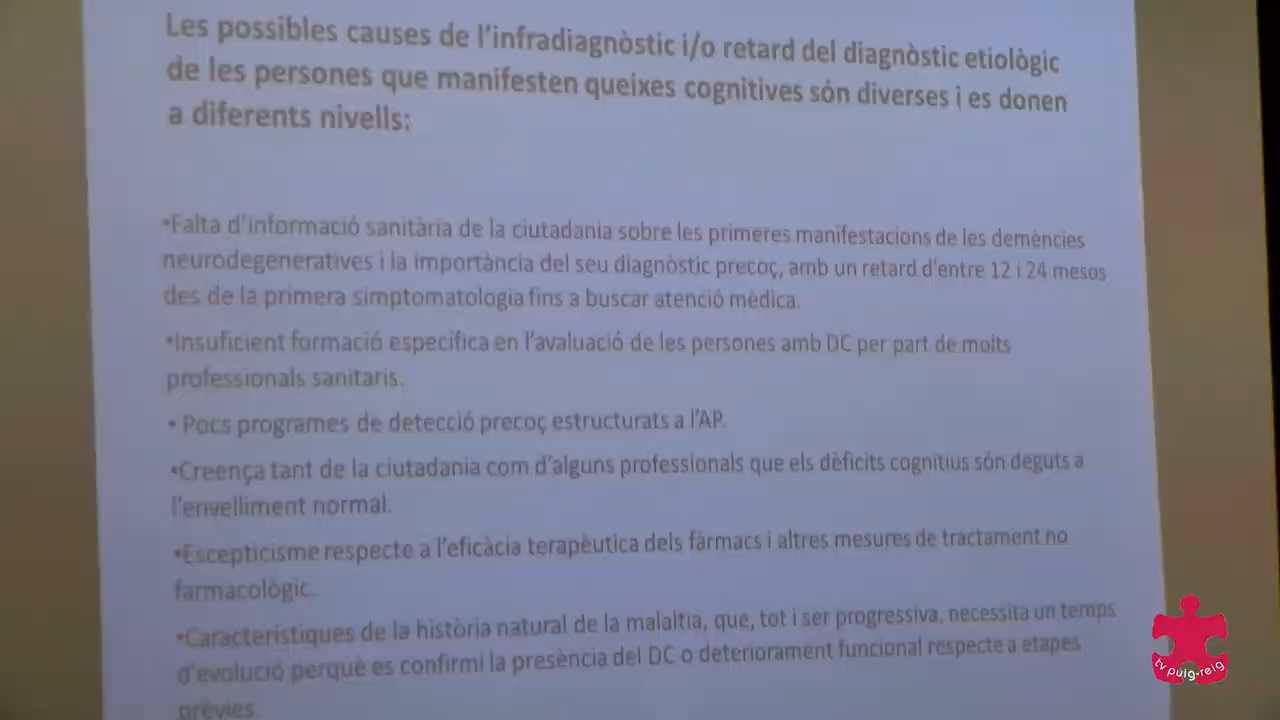 Les possibles causes de l'infradiagnòstic i/o retard del diagnòstic etiològic
de les persones que manifesten queixes cognitives són diverses i es donen
a diferents nivells:
•Falta d'informació sanitària de la ciutadania sobre les primeres manifestacions de les demències
neurodegeneratives i la importància del seu diagnòstic precoç, amb un retard d'entre 12 i 24 mesos
des de la primera simptomatologia fins a buscar atenció mèdica.
•Insuficient formació específica en l'avaluació de les persones amb DC per part de molts
professionals sanitaris.
• Pocs programes de detecció precoç estructurats a l'AP.
•Creença tant de la ciutadania com d'alguns professionals que els dèficits cognitius són deguts a
l'envelliment normal.
•Escepticisme respecte a l'eficàcia terapèutica dels fàrmacs i altres mesures de tractament no
farmacològic.
•Característiques de la història natural de la malaltia, que, tot i ser progressiva, necessita un temps
d'evolució perquè es confirmi la presència del DC o deteriorament funcional respecte a etapes
prèvies.
tv puig-reig